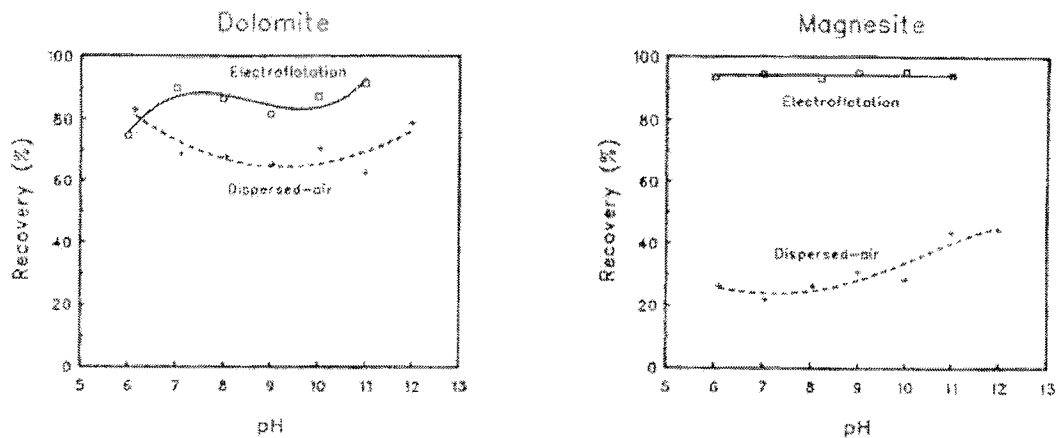 Dolomite
100
80
60
40
20
0
Recovery (%)
Electroflotation
Dispersed-air
5 6 7 8 9 10 11 12 13
pH
Magnesite
100
80
60
40
20
0
Recovery (%)
Electroflotation
Dispersed-air
5 6 7 8 9 10 11 12 13
pH